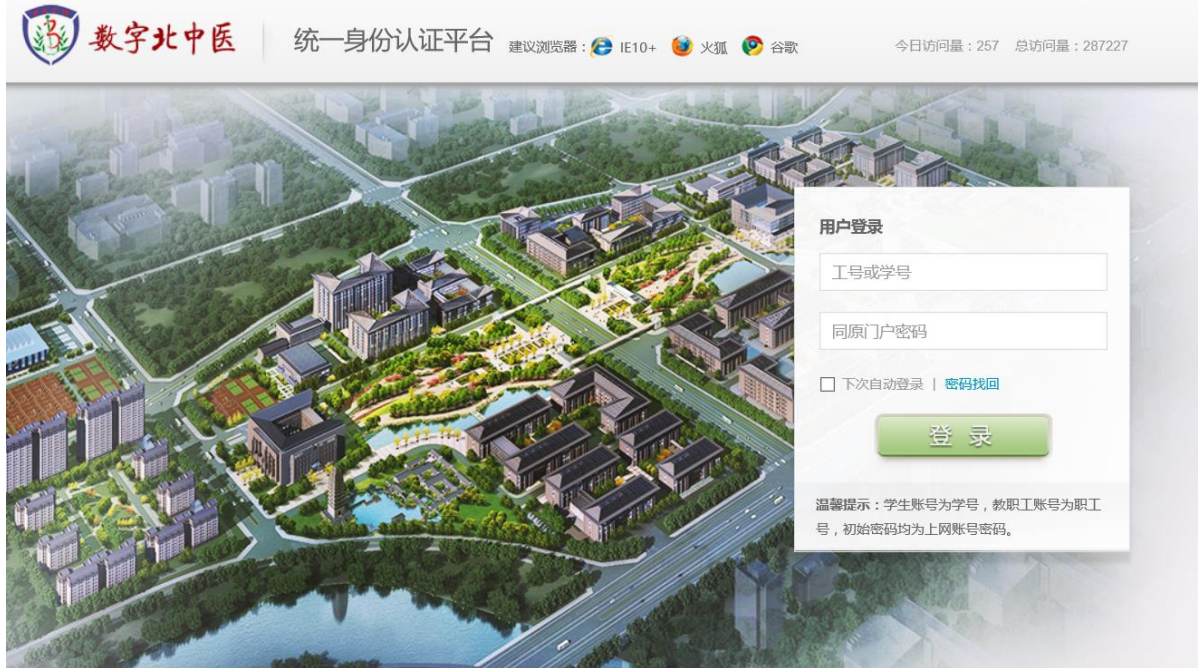 数字北中医
统一身份认证平台 建议浏览器：IE10+ 火狐 谷歌 今日访问量：257 总访问量：287227
用户登录
工号或学号
同原门户密码
下次自动登录 | 密码找回
登 录
温馨提示：学生账号为学号，教职工账号为职工
号，初始密码均为上网账号密码。